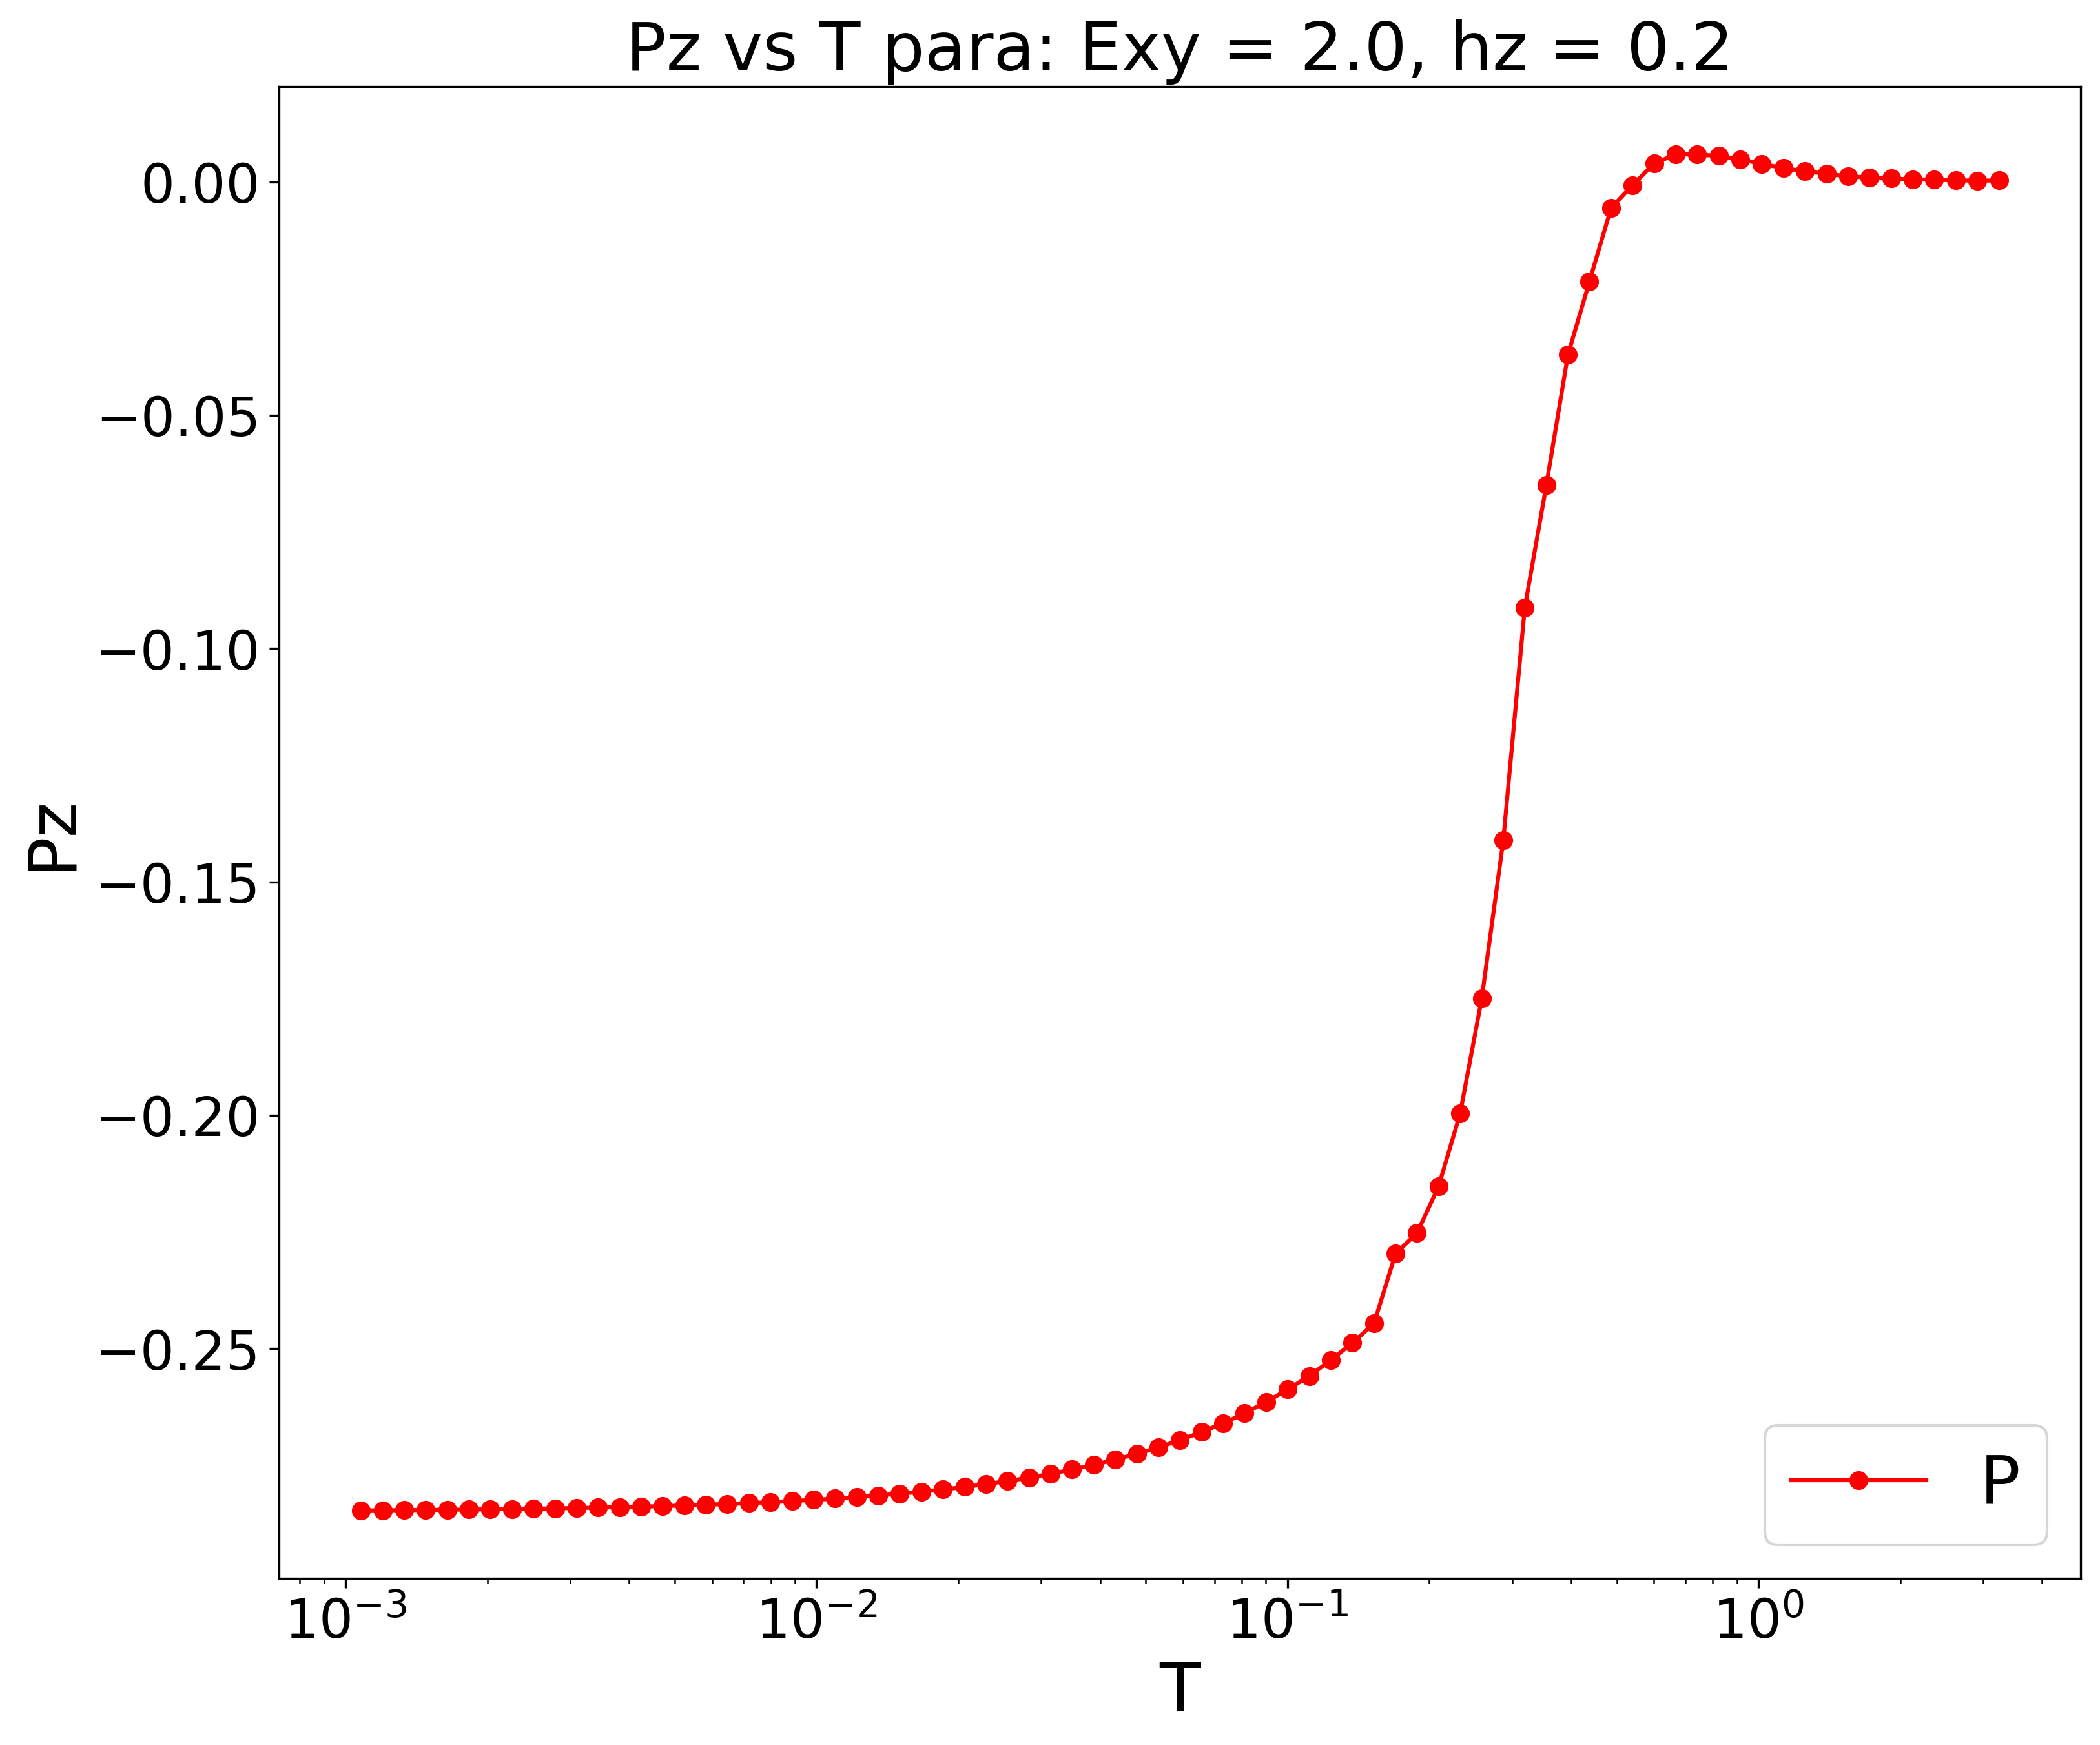 Pz vs T para: Exy = 2.0, hz = 0.2
0.00
−0.05
−0.10
−0.15
−0.20
−0.25
Pz
P
10⁻³ 10⁻² 10⁻¹ 10⁰
T